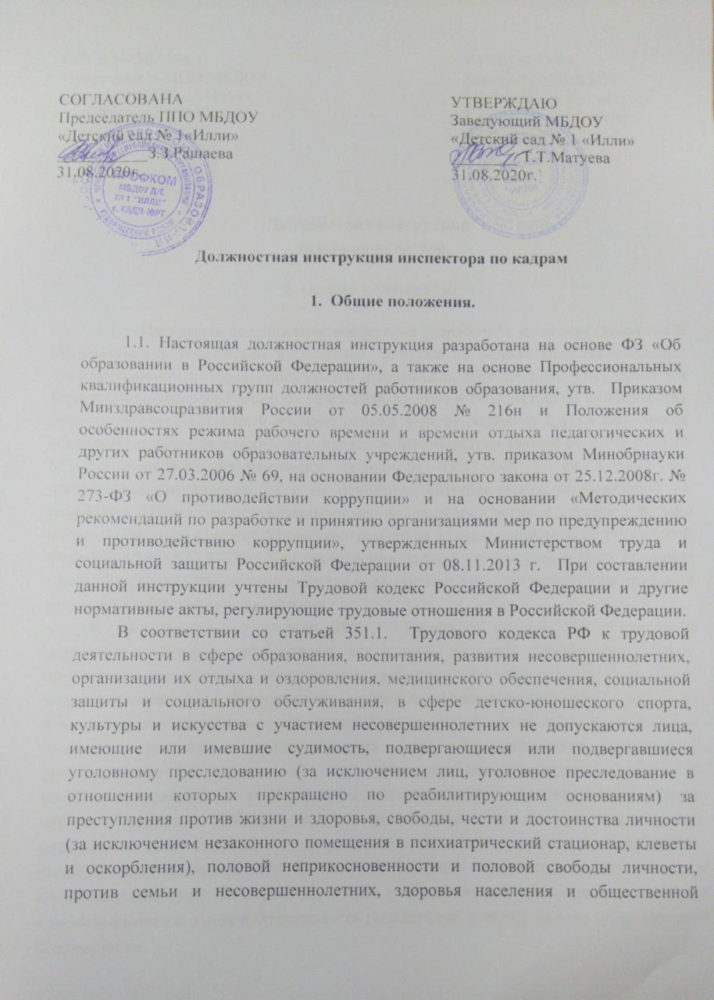 СОГЛАСОВАНА
Председатель ППО МБДОУ
«Детский сад № 1«Илли»
З.З.Рашаева
31.08.2020г.
УТВЕРЖДАЮ
Заведующий МБДОУ
«Детский сад № 1 «Илли»
Т.Т.Матуева
31.08.2020г.
ПРОФКОМ
МБДОУ Д/С
№ 1 "ИЛЛИ"
с. КАДИ-ЮРТ
"ИЛЛИ"
Должностная инструкция инспектора по кадрам
1. Общие положения.
1.1. Настоящая должностная инструкция разработана на основе ФЗ «Об
образовании в Российской Федерации», а также на основе Профессиональных
квалификационных групп должностей работников образования, утв. Приказом
Минздравсоцразвития России от 05.05.2008 № 216н и Положения об
особенностях режима рабочего времени и времени отдыха педагогических и
других работников образовательных учреждений, утв. приказом Минобрнауки
России от 27.03.2006 № 69, на основании Федерального закона от 25.12.2008г. №
273-ФЗ «О противодействии коррупции» и на основании «Методических
рекомендаций по разработке и принятию организациями мер по предупреждению
и противодействию коррупции», утвержденных Министерством труда и
социальной защиты Российской Федерации от 08.11.2013 г. При составлении
данной инструкции учтены Трудовой кодекс Российской Федерации и другие
нормативные акты, регулирующие трудовые отношения в Российской Федерации.
В соответствии со статьей 351.1. Трудового кодекса РФ к трудовой
деятельности в сфере образования, воспитания, развития несовершеннолетних,
организации их отдыха и оздоровления, медицинского обеспечения, социальной
защиты и социального обслуживания, в сфере детско-юношеского спорта,
культуры и искусства с участием несовершеннолетних не допускаются лица,
имеющие или имевшие судимость, подвергающиеся или подвергавшиеся
уголовному преследованию (за исключением лиц, уголовное преследование в
отношении которых прекращено по реабилитирующим основаниям) за
преступления против жизни и здоровья, свободы, чести и достоинства личности
(за исключением незаконного помещения в психиатрический стационар, клеветы
и оскорбления), половой неприкосновенности и половой свободы личности,
против семьи и несовершеннолетних, здоровья населения и общественной